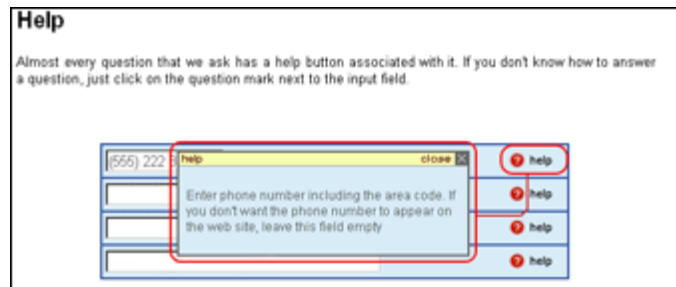 Help
Almost every question that we ask has a help button associated with it. If you don't know how to answer
a question, just click on the question mark next to the input field.
(555) 222
help close
help
Enter phone number including the area code. If
you don't want the phone number to appear on
the web site, leave this field empty
help
help
help